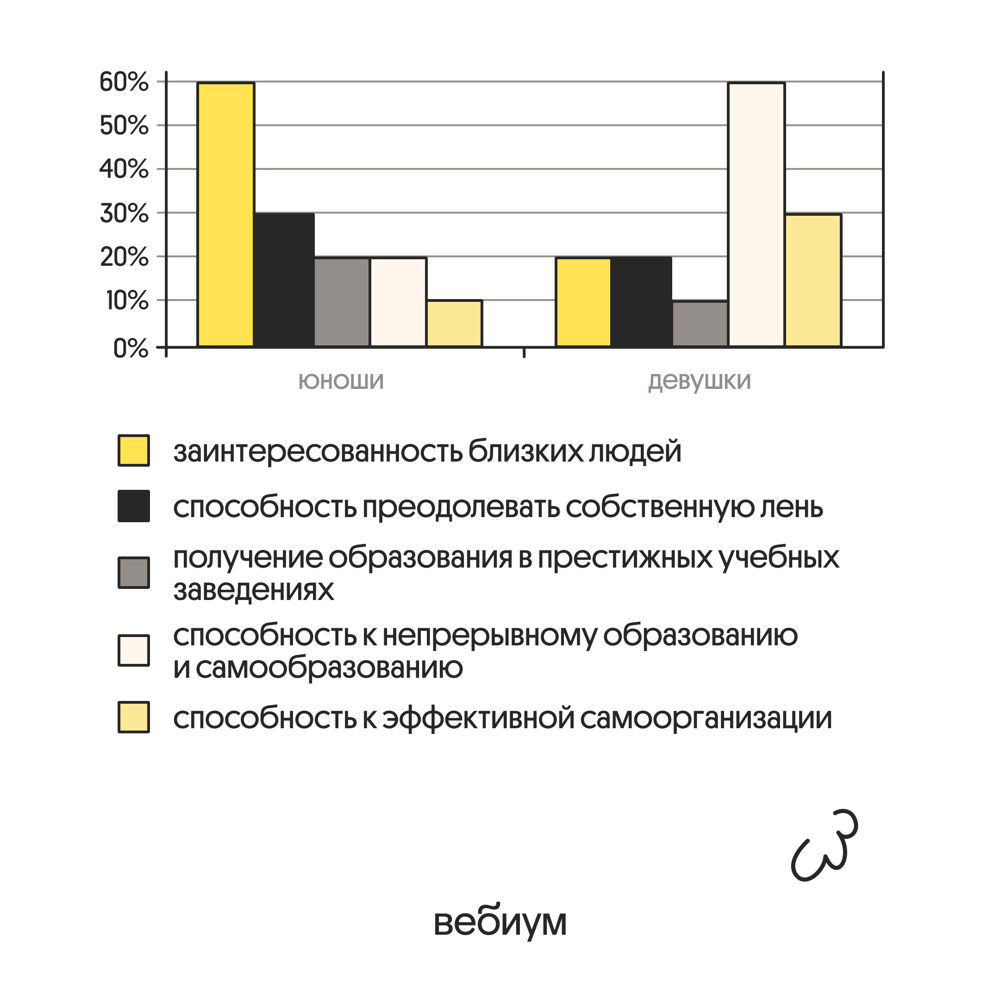 60%
50%
40%
30%
20%
10%
0%
юноши
девушки
заинтересованность близких людей
способность преодолевать собственную лень
получение образования в престижных учебных
заведениях
способность к непрерывному образованию
и самообразованию
способность к эффективной самоорганизации
вебиум